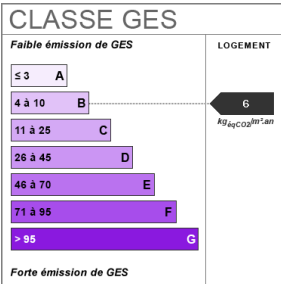 CLASSE GES
Faible émission de GES
LOGEMENT
≤ 3 A
4 à 10 B
6
kgéqCO2/m².an
11 à 25 C
26 à 45 D
46 à 70 E
71 à 95 F
> 95 G
Forte émission de GES